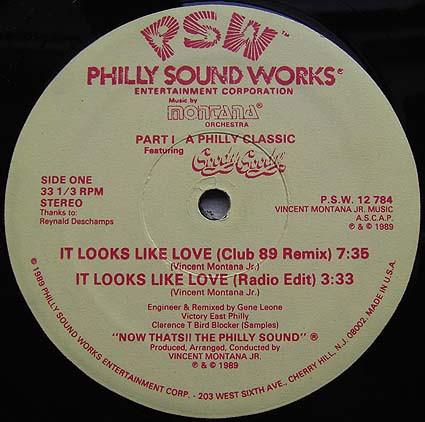 PSW™
PHILLY SOUND WORKS®
ENTERTAINMENT CORPORATION
Music by
MONTANA®
ORCHESTRA
PART I A PHILLY CLASSIC
Featuring
Goody Goody
SIDE ONE
33 1/3 RPM
STEREO
Thanks to:
Reynald Deschamps
P.S.W. 12 784
VINCENT MONTANA JR. MUSIC
A.S.C.A.P.
℗ & © 1989
IT LOOKS LIKE LOVE (Club 89 Remix) 7:35
(Vincent Montana Jr.)
IT LOOKS LIKE LOVE (Radio Edit) 3:33
(Vincent Montana Jr.)
Engineer & Remixed by Gene Leone
Victory East Philly
Clarence T Bird Blocker (Samples)
"NOW THATS!! THE PHILLY SOUND" ®
Produced, Arranged, Conducted by
VINCENT MONTANA JR.
℗ & © 1989
© 1989 PHILLY SOUND WORKS ENTERTAINMENT CORP. - 203 WEST SIXTH AVE., CHERRY HILL, N.J. 08002. MADE IN U.S.A.